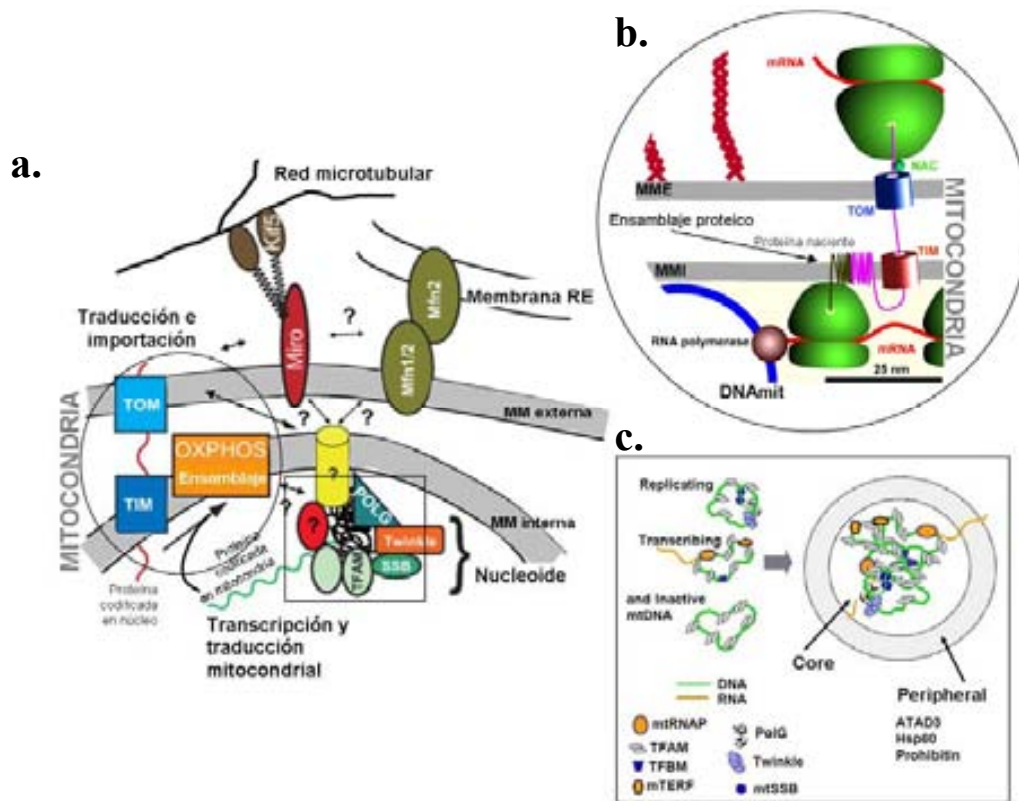 a.
Red microtubular
Kif5
Miro
?
Mfn2
Mfn1/2
Membrana RE
Traducción e
importación
MITOCONDRIA
TOM
TIM
OXPHOS
Ensamblaje
MM externa
MM interna
?
?
?
?
?
POLG
Twinkle
SSB
TFAM
Nucleoide
Proteína
codificada
en mitocondria
Proteína
codificada
en núcleo
Transcripción y
traducción
mitocondrial
b.
mRNA
NAC
MME
TOM
Ensamblaje proteico
Proteína naciente
TIM
MMI
RNA polymerase
mRNA
25 nm
DNAmit
MITOCONDRIA
c.
Replicating
Transcribing
and Inactive
mtDNA
Core
Peripheral
ATAD3
Hsp60
Prohibitin
DNA
RNA
mtRNAP
TFAM
TFBM
mTERF
PolG
Twinkle
mtSSB